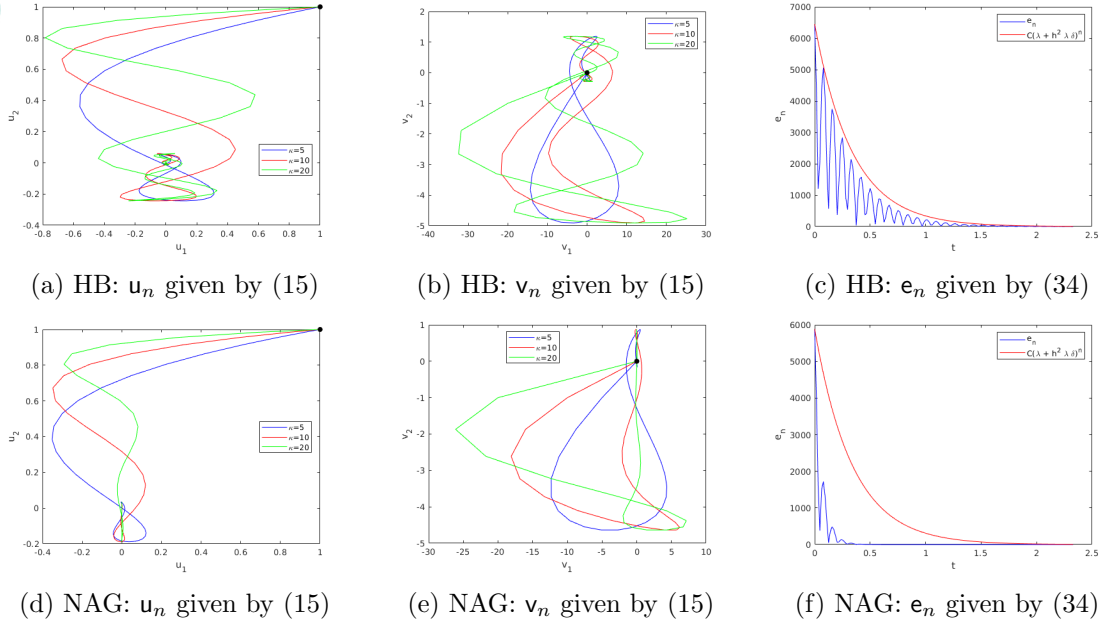 1
0.8
0.6
0.4
0.2
0
-0.2
-0.4
u₂
κ=5
κ=10
κ=20
-0.8 -0.6 -0.4 -0.2 0 0.2 0.4 0.6 0.8 1
u₁
(a) HB: uₙ given by (15)
2
1
0
-1
-2
-3
-4
-5
v₂
κ=5
κ=10
κ=20
-40 -30 -20 -10 0 10 20 30
v₁
(b) HB: vₙ given by (15)
7000
6000
5000
4000
3000
2000
1000
0
eₙ
eₙ
C(λ + h² λ δ)ⁿ
0 0.5 1 1.5 2 2.5
t
(c) HB: eₙ given by (34)
1
0.8
0.6
0.4
0.2
0
-0.2
u₂
κ=5
κ=10
κ=20
-0.4 -0.2 0 0.2 0.4 0.6 0.8 1
u₁
(d) NAG: uₙ given by (15)
1
0
-1
-2
-3
-4
-5
v₂
κ=5
κ=10
κ=20
-30 -25 -20 -15 -10 -5 0 5 10
v₁
(e) NAG: vₙ given by (15)
6000
5000
4000
3000
2000
1000
0
eₙ
eₙ
C(λ + h² λ δ)ⁿ
0 0.5 1 1.5 2 2.5
t
(f) NAG: eₙ given by (34)